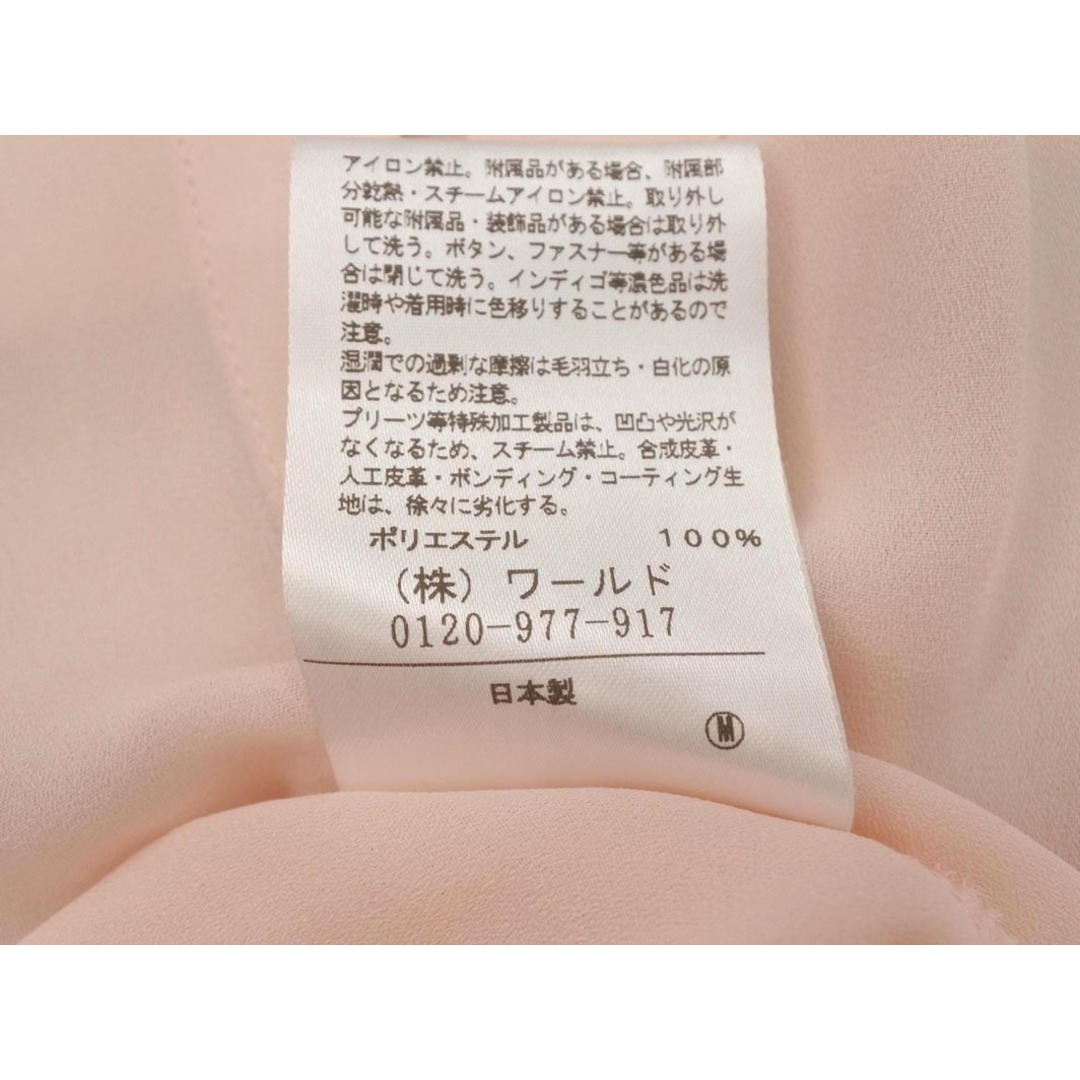 アイロン禁止。附属品がある場合、附属部
分乾熱・スチームアイロン禁止。取り外し
可能な附属品・装飾品がある場合は取り外
して洗う。ボタン、ファスナー等がある場
合は閉じて洗う。インディゴ等濃色品は洗
濯時や着用時に色移りすることがあるので
注意。
湿潤での過剰な摩擦は毛羽立ち・白化の原
因となるため注意。
プリーツ等特殊加工製品は、凹凸や光沢が
なくなるため、スチーム禁止。合成皮革・
人工皮革・ボンディング・コーティング生
地は、徐々に劣化する。
ポリエステル 100%
(株) ワールド
0120-977-917
日本製
M